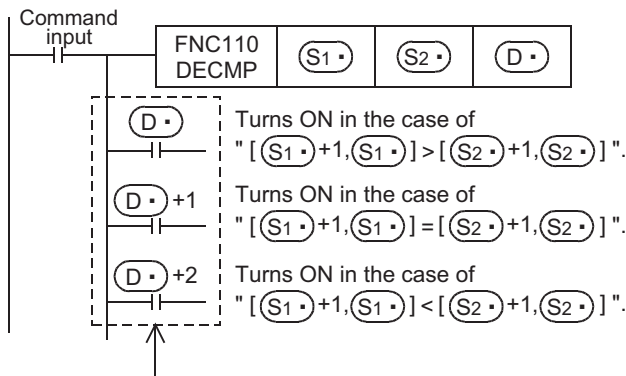 Command
input
FNC110
DECMP
S1・
S2・
D・
D・
Turns ON in the case of
" [ S1・ +1, S1・ ] > [ S2・ +1, S2・ ] ".
D・ +1
Turns ON in the case of
" [ S1・ +1, S1・ ] = [ S2・ +1, S2・ ] ".
D・ +2
Turns ON in the case of
" [ S1・ +1, S1・ ] < [ S2・ +1, S2・ ] ".